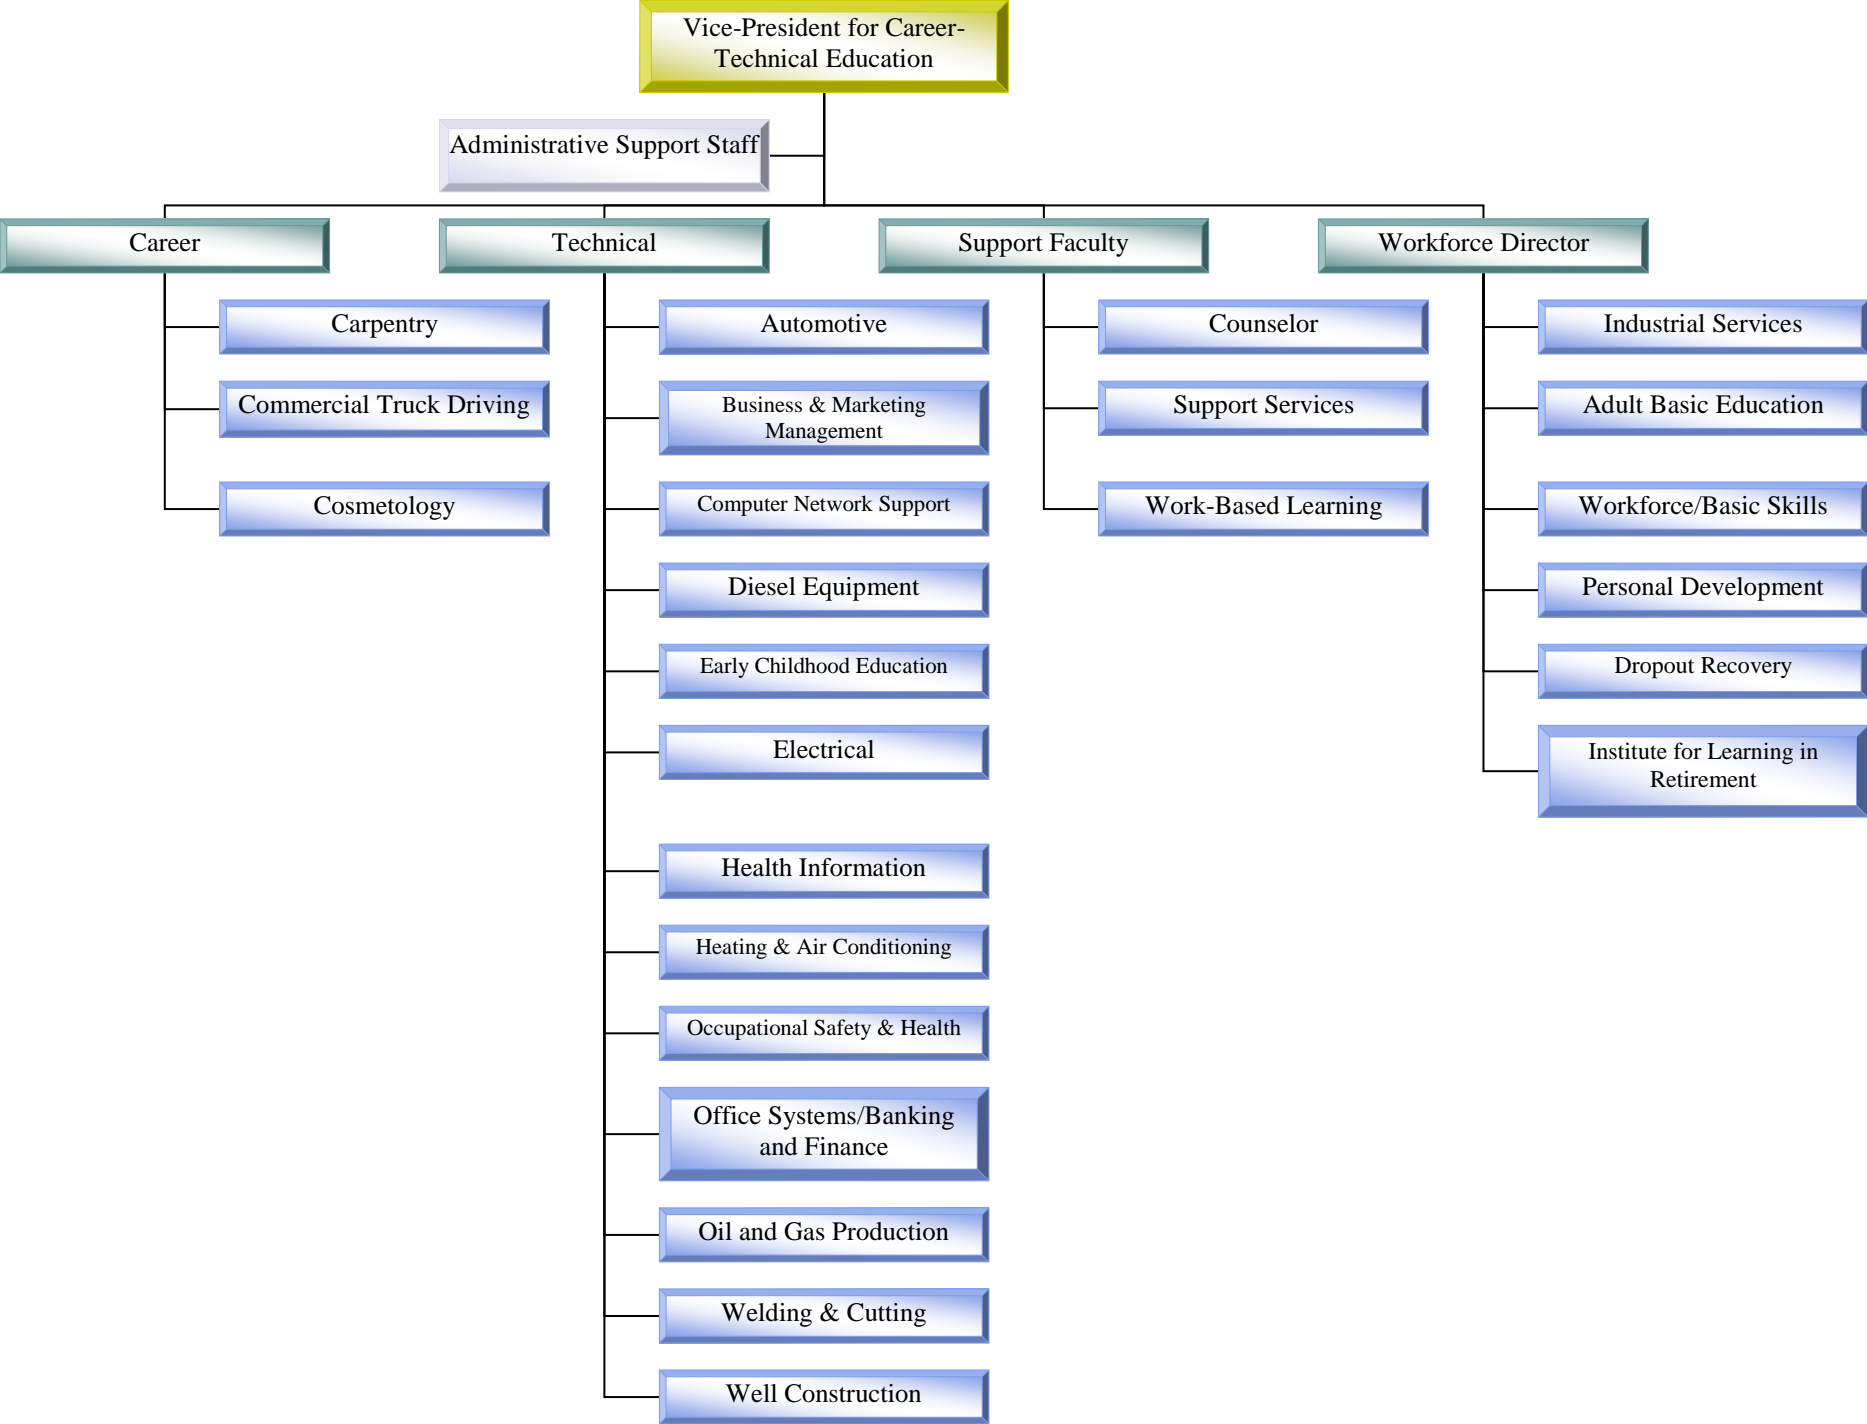 Vice-President for Career-
Technical Education
Administrative Support Staff
Career
Technical
Support Faculty
Workforce Director
Carpentry
Commercial Truck Driving
Cosmetology
Automotive
Business & Marketing
Management
Computer Network Support
Diesel Equipment
Early Childhood Education
Electrical
Health Information
Heating & Air Conditioning
Occupational Safety & Health
Office Systems/Banking
and Finance
Oil and Gas Production
Welding & Cutting
Well Construction
Counselor
Support Services
Work-Based Learning
Industrial Services
Adult Basic Education
Workforce/Basic Skills
Personal Development
Dropout Recovery
Institute for Learning in
Retirement